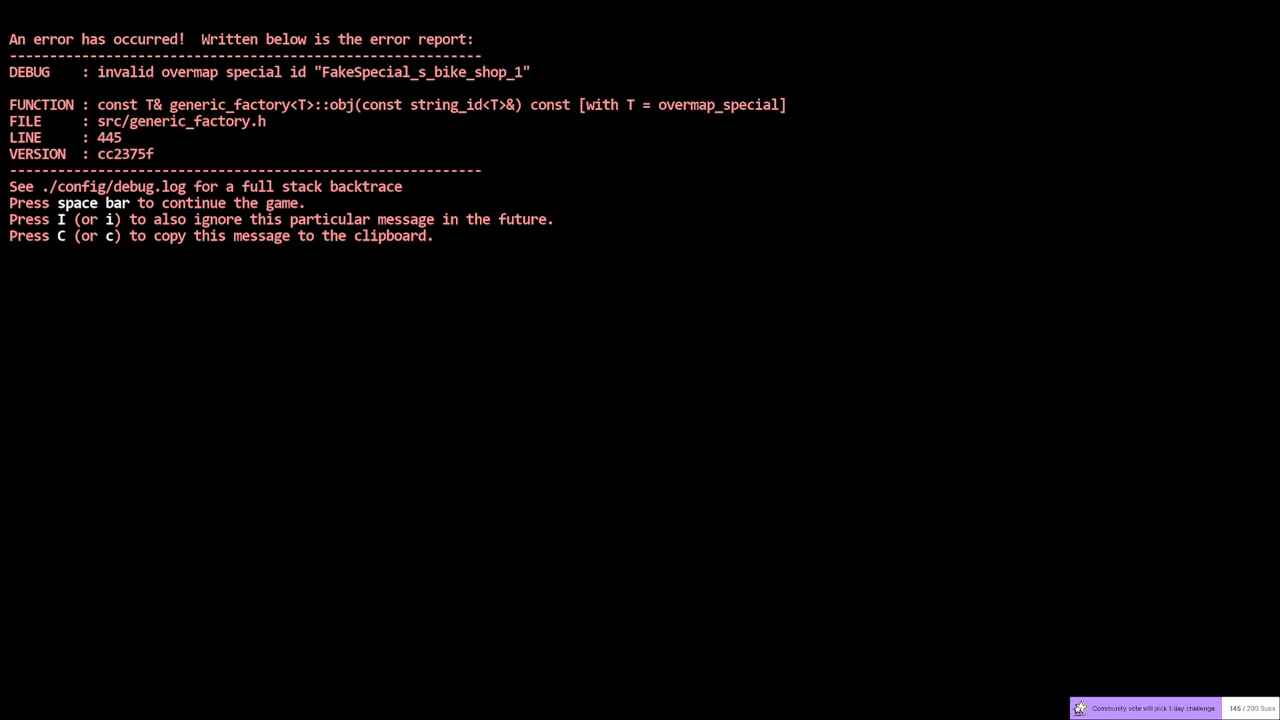 An error has occurred!  Written below is the error report:
-----------------------------------------------------------
DEBUG    : invalid overmap special id "FakeSpecial_s_bike_shop_1"
FUNCTION : const T& generic_factory<T>::obj(const string_id<T>&) const [with T = overmap_special]
FILE     : src/generic_factory.h
LINE     : 445
VERSION  : cc2375f
-----------------------------------------------------------
See ./config/debug.log for a full stack backtrace
Press space bar to continue the game.
Press I (or i) to also ignore this particular message in the future.
Press C (or c) to copy this message to the clipboard.
Community vote will pick 1 day challenge 145 / 200 Subs